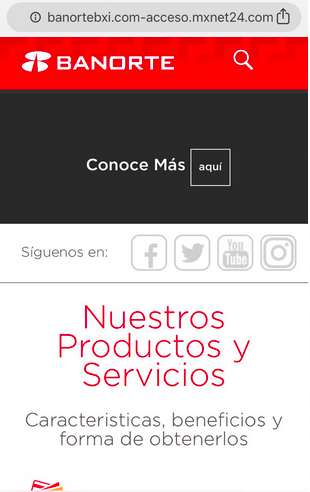 banortebxi.com-acceso.mxnet24.com
BANORTE
Conoce Más aquí
Síguenos en: You Tube
Nuestros
Productos y
Servicios
Caracteristicas, beneficios y
forma de obtenerlos